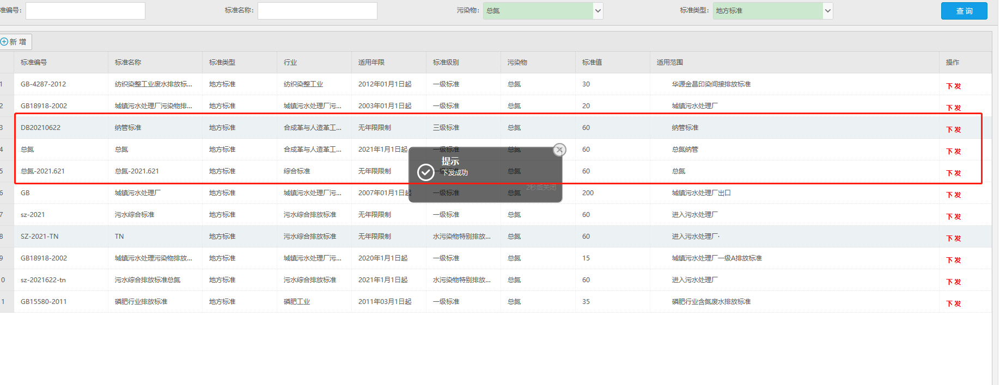 准编号: 标准名称: 污染物: 总氮 标准类型: 地方标准 查 询
新 增
标准编号 标准名称 标准类型 行业 适用年限 标准级别 污染物 标准值 适用范围 操作
1 GB-4287-2012 纺织染整工业废水排放标... 地方标准 纺织染整工业 2012年01月1日起 一级标准 总氮 30 华源金昌印染间接排放标准 下 发
2 GB18918-2002 城镇污水处理厂污染物排... 地方标准 城镇污水处理厂污... 2003年01月1日起 一级标准 总氮 20 城镇污水处理厂 下 发
3 DB20210622 纳管标准 地方标准 合成革与人造革工... 无年限限制 三级标准 总氮 60 纳管标准 下 发
4 总氮 总氮 地方标准 合成革与人造革工... 2021年1月1日起 一级标准 总氮 60 总氮纳管 下 发
提示
5 总氮-2021.621 总氮-2021.621 地方标准 综合标准 无年限限制 总氮 60 总氮 下 发
下发成功
2秒后关闭
6 GB 城镇污水处理厂 地方标准 城镇污水处理厂污... 2007年01月1日起 一级标准 总氮 200 城镇污水处理厂出口 下 发
7 sz-2021 污水综合标准 地方标准 污水综合排放标准 无年限限制 一级标准 总氮 60 进入污水处理厂 下 发
8 SZ-2021-TN TN 地方标准 污水综合排放标准 无年限限制 水污染物特别排放... 总氮 60 进入污水处理厂· 下 发
9 GB18918-2002 城镇污水处理污染物排放... 地方标准 城镇污水处理厂污... 2020年1月1日起 一级标准 总氮 15 城镇污水处理厂一级A排放标准 下 发
0 sz-2021622-tn 污水综合排放标准总氮 地方标准 污水综合排放标准 2021年1月1日起 水污染物特别排放... 总氮 60 进入污水处理厂 下 发
1 GB15580-2011 磷肥行业排放标准 地方标准 磷肥工业 2011年03月1日起 一级标准 总氮 35 磷肥行业含氮废水排放标准 下 发